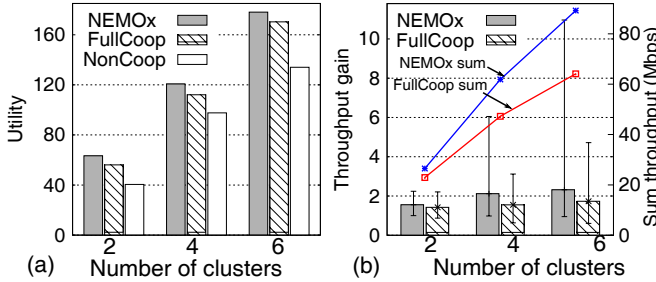 NEMOx
FullCoop
NonCoop
160
120
80
40
0
Utility
2 4 6
(a) Number of clusters
NEMOx
FullCoop
NEMOx sum
FullCoop sum
12
10
8
6
4
2
0
Throughput gain
80
60
40
20
0
Sum throughput (Mbps)
2 4 6
(b) Number of clusters